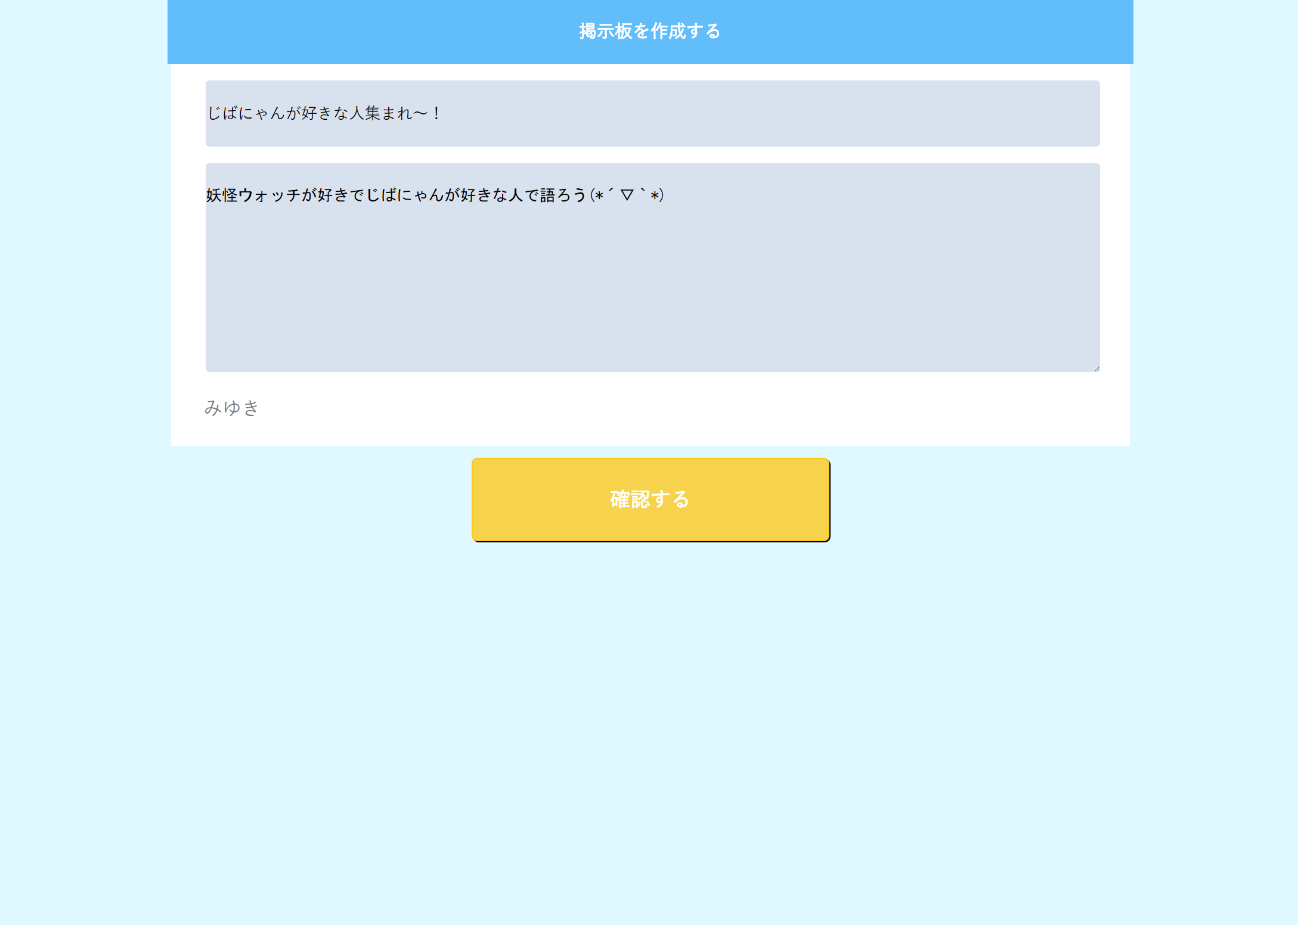 掲示板を作成する
じばにゃんが好きな人集まれ～！
妖怪ウォッチが好きでじばにゃんが好きな人で語ろう(*´▽｀*)
みゆき
確認する